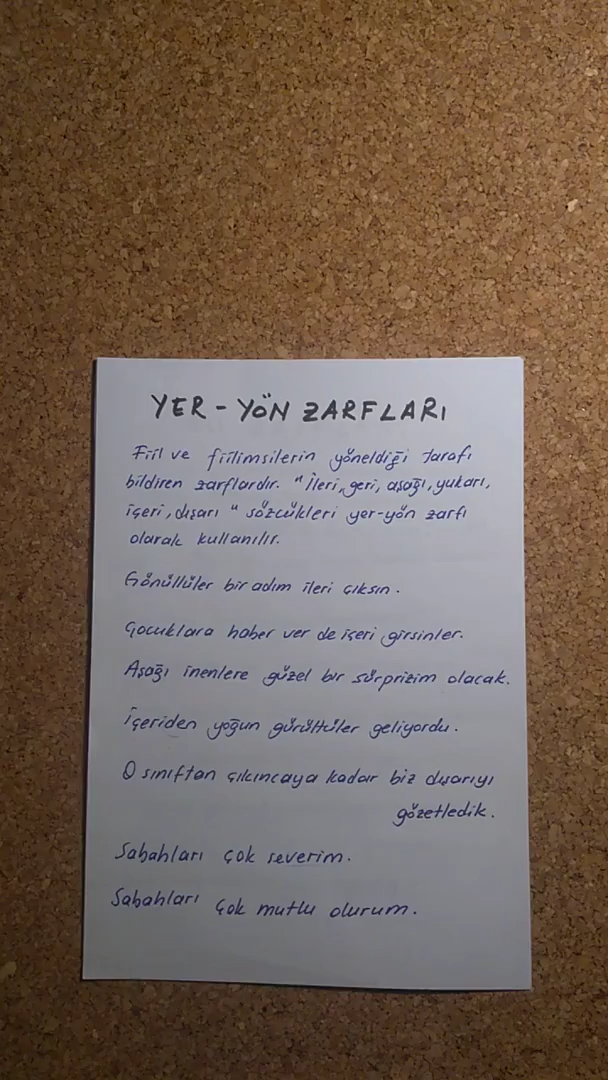 YER-YÖN ZARFLARI
Fiil ve fiilimsilerin yöneldiği tarafı
bildiren zarflardır. "İleri, geri, aşağı, yukarı,
içeri, dışarı" sözcükleri yer-yön zarfı
olarak kullanılır.
Gönüllüler bir adım ileri çıksın.
Çocuklara haber ver de içeri girsinler.
Aşağı inenlere güzel bir sürprizim olacak.
İçeriden yoğun gürültüler geliyordu.
O sınıftan çıkıncaya kadar biz dışarıyı
gözetledik.
Sabahları çok severim.
Sabahları çok mutlu olurum.